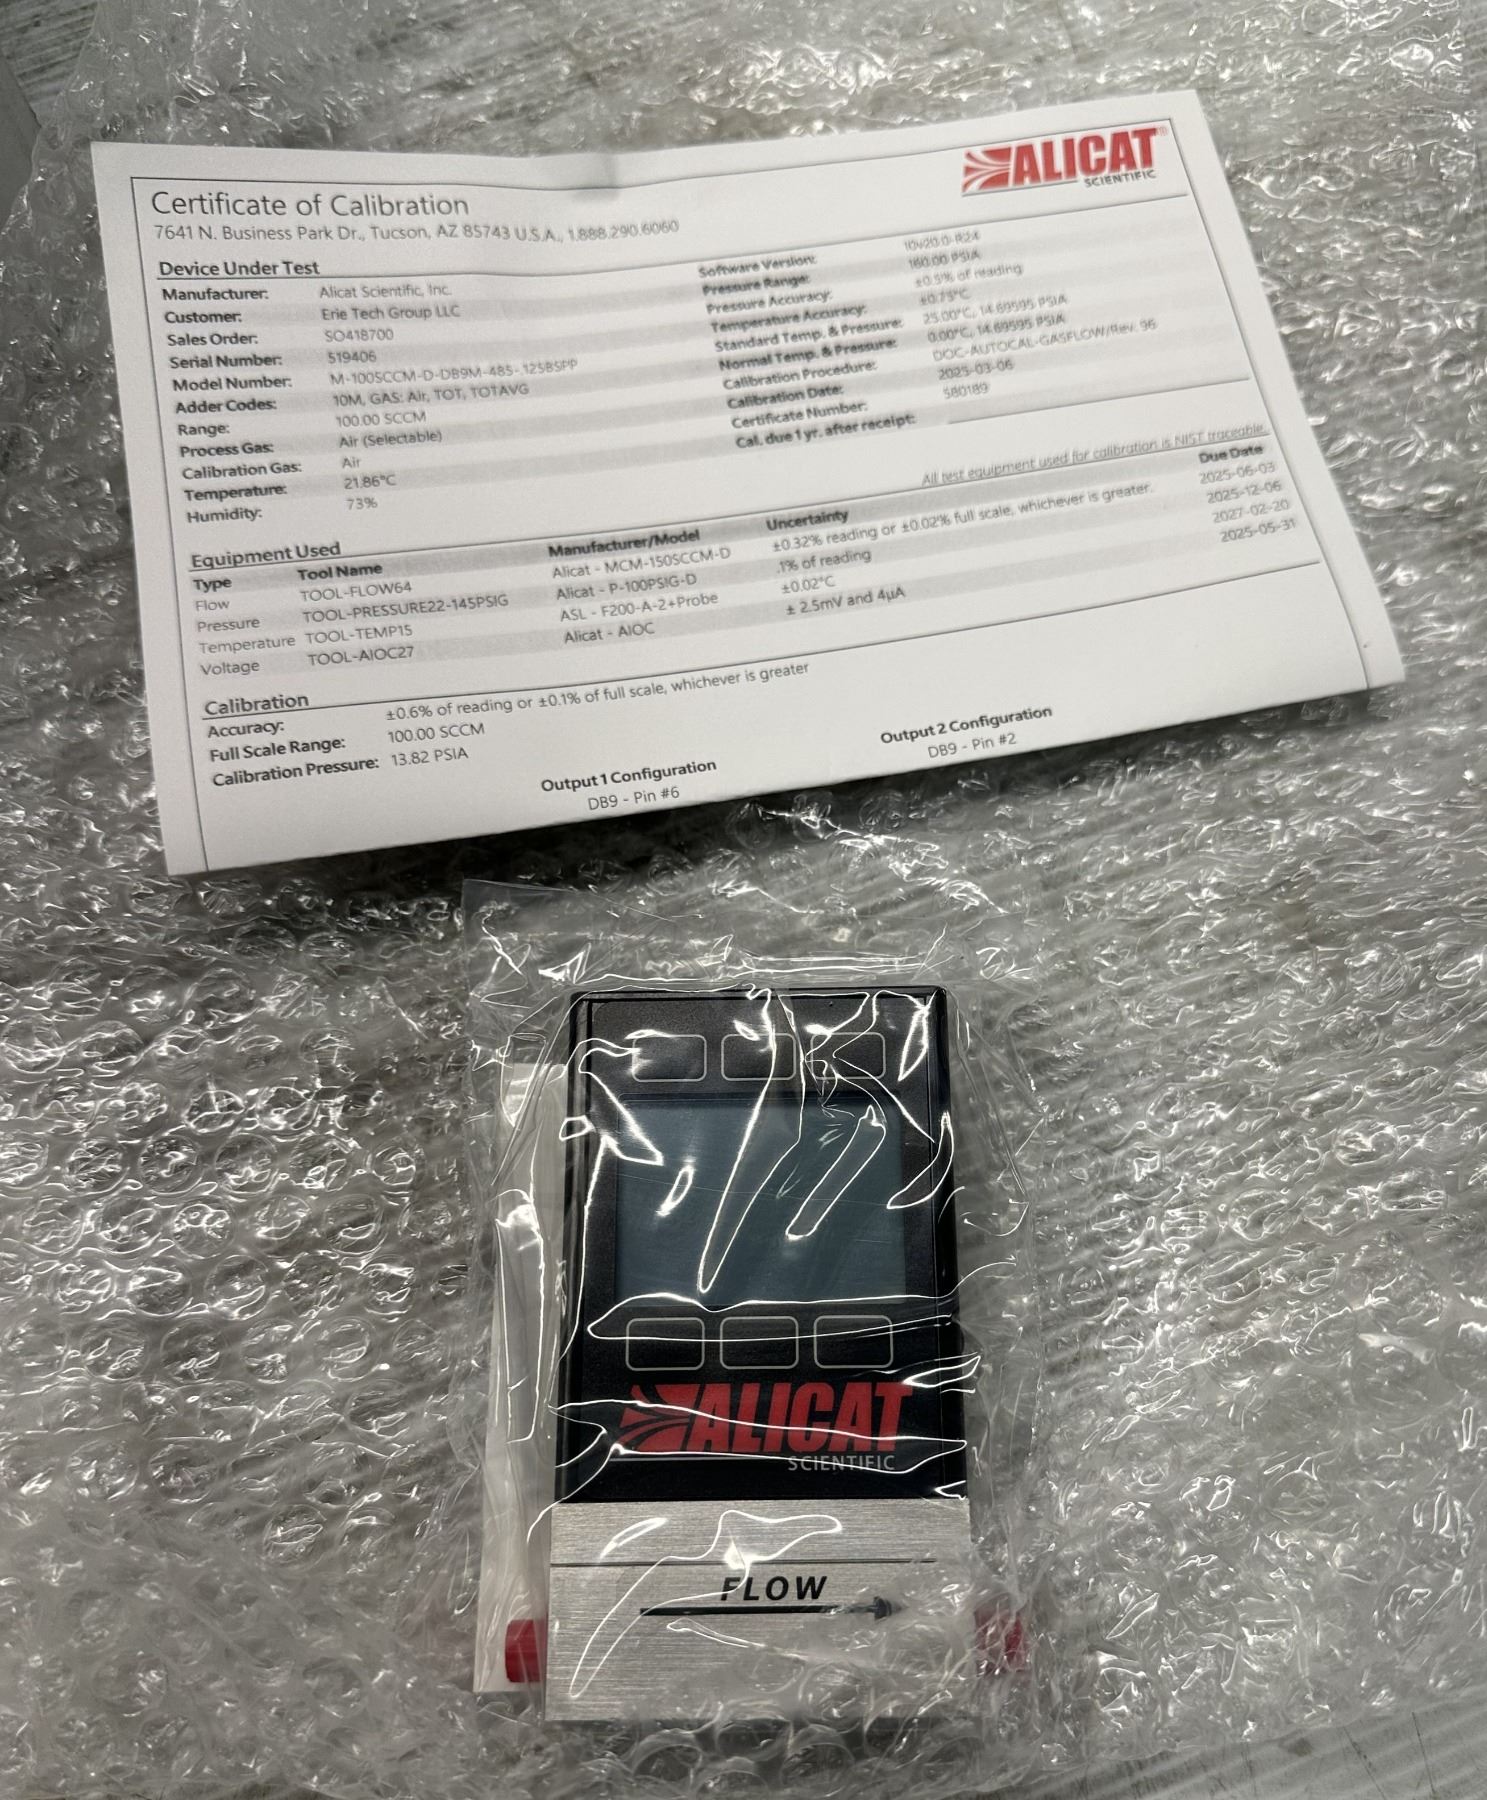 ALICAT®
SCIENTIFIC
Certificate of Calibration
7641 N. Business Park Dr., Tucson, AZ 85743 U.S.A., 1.888.290.6060
Device Under Test
Manufacturer: Alicat Scientific, Inc.
Customer: Erie Tech Group LLC
Sales Order: SO418700
Serial Number: 519406
Model Number: M-100SCCM-D-DB9M-485-.125BSPP
Adder Codes: 10M, GAS: Air, TOT, TOTAVG
Range: 100.00 SCCM
Process Gas: Air (Selectable)
Calibration Gas: Air
Temperature: 21.86°C
Humidity: 73%
Software Version: 10v20.0-R24
Pressure Range: 160.00 PSIA
Pressure Accuracy: ±0.5% of reading
Temperature Accuracy: ±0.75°C
Standard Temp. & Pressure: 25.00°C, 14.69595 PSIA
Normal Temp. & Pressure: 0.00°C, 14.69595 PSIA
Calibration Procedure: DOC-AUTOCAL-GASFLOW/Rev. 96
Calibration Date: 2025-03-06
Certificate Number: 580189
Cal. due 1 yr. after receipt:
All test equipment used for calibration is NIST traceable.
Equipment Used
Type Tool Name Manufacturer/Model Uncertainty Due Date
Flow TOOL-FLOW64 Alicat - MCM-150SCCM-D ±0.32% reading or ±0.02% full scale, whichever is greater. 2025-06-03
Pressure TOOL-PRESSURE22-145PSIG Alicat - P-100PSIG-D .1% of reading 2025-12-06
Temperature TOOL-TEMP15 ASL - F200-A-2+Probe ±0.02°C 2027-02-20
Voltage TOOL-AIOC27 Alicat - AIOC ± 2.5mV and 4µA 2025-05-31
Calibration
Accuracy: ±0.6% of reading or ±0.1% of full scale, whichever is greater
Full Scale Range: 100.00 SCCM
Calibration Pressure: 13.82 PSIA
Output 1 Configuration Output 2 Configuration
DB9 - Pin #6 DB9 - Pin #2
ALICAT
SCIENTIFIC
FLOW